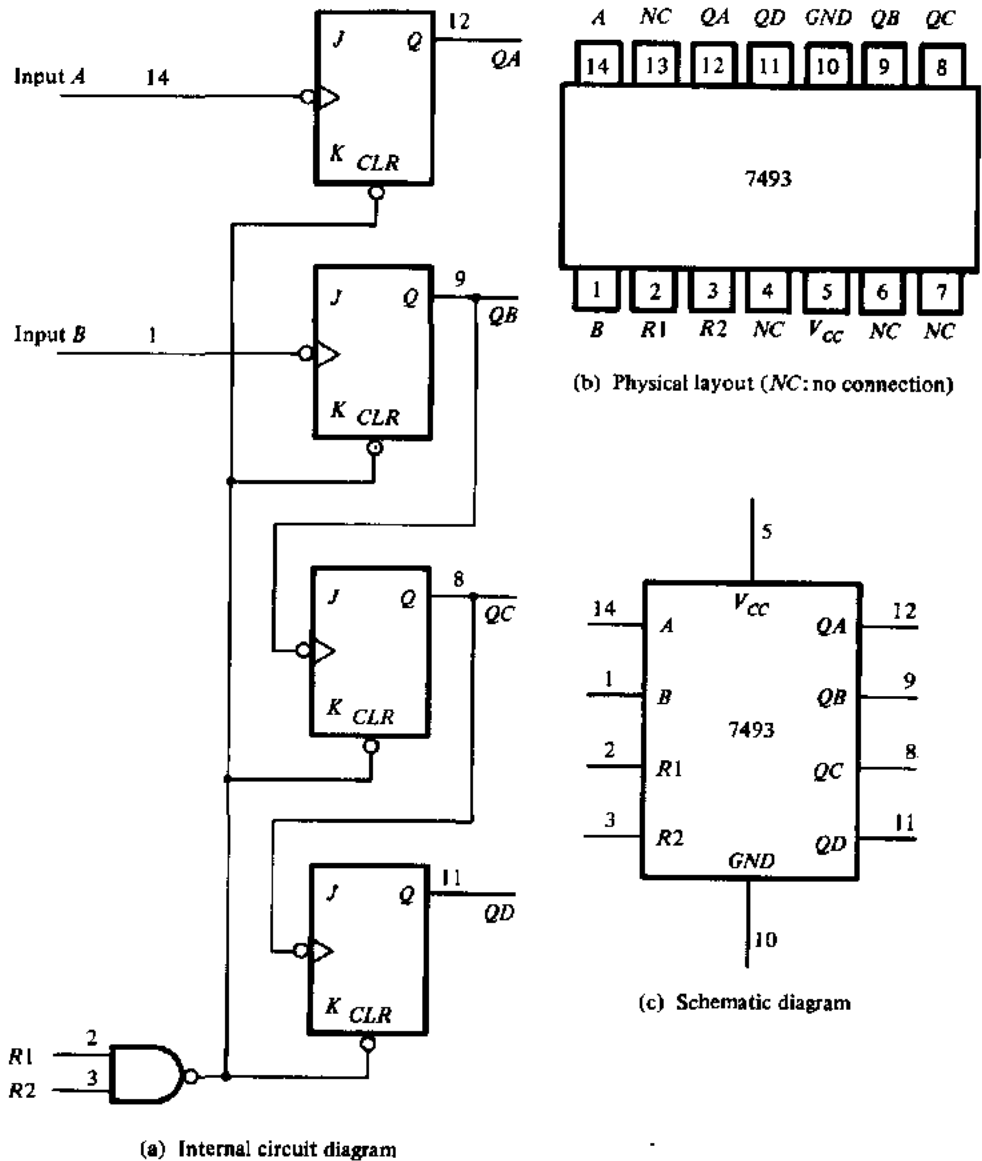 J Q 12
QA
Input A 14
K CLR
J Q 9
QB
Input B 1
K CLR
J Q 8
QC
K CLR
J Q 11
QD
K CLR
R1 2
R2 3
(a) Internal circuit diagram
A NC QA QD GND QB QC
14 13 12 11 10 9 8
7493
1 2 3 4 5 6 7
B R1 R2 NC VCC NC NC
(b) Physical layout (NC: no connection)
5
VCC
14 A QA 12
1 B QB 9
7493
2 R1 QC 8
3 R2 QD 11
GND
10
(c) Schematic diagram